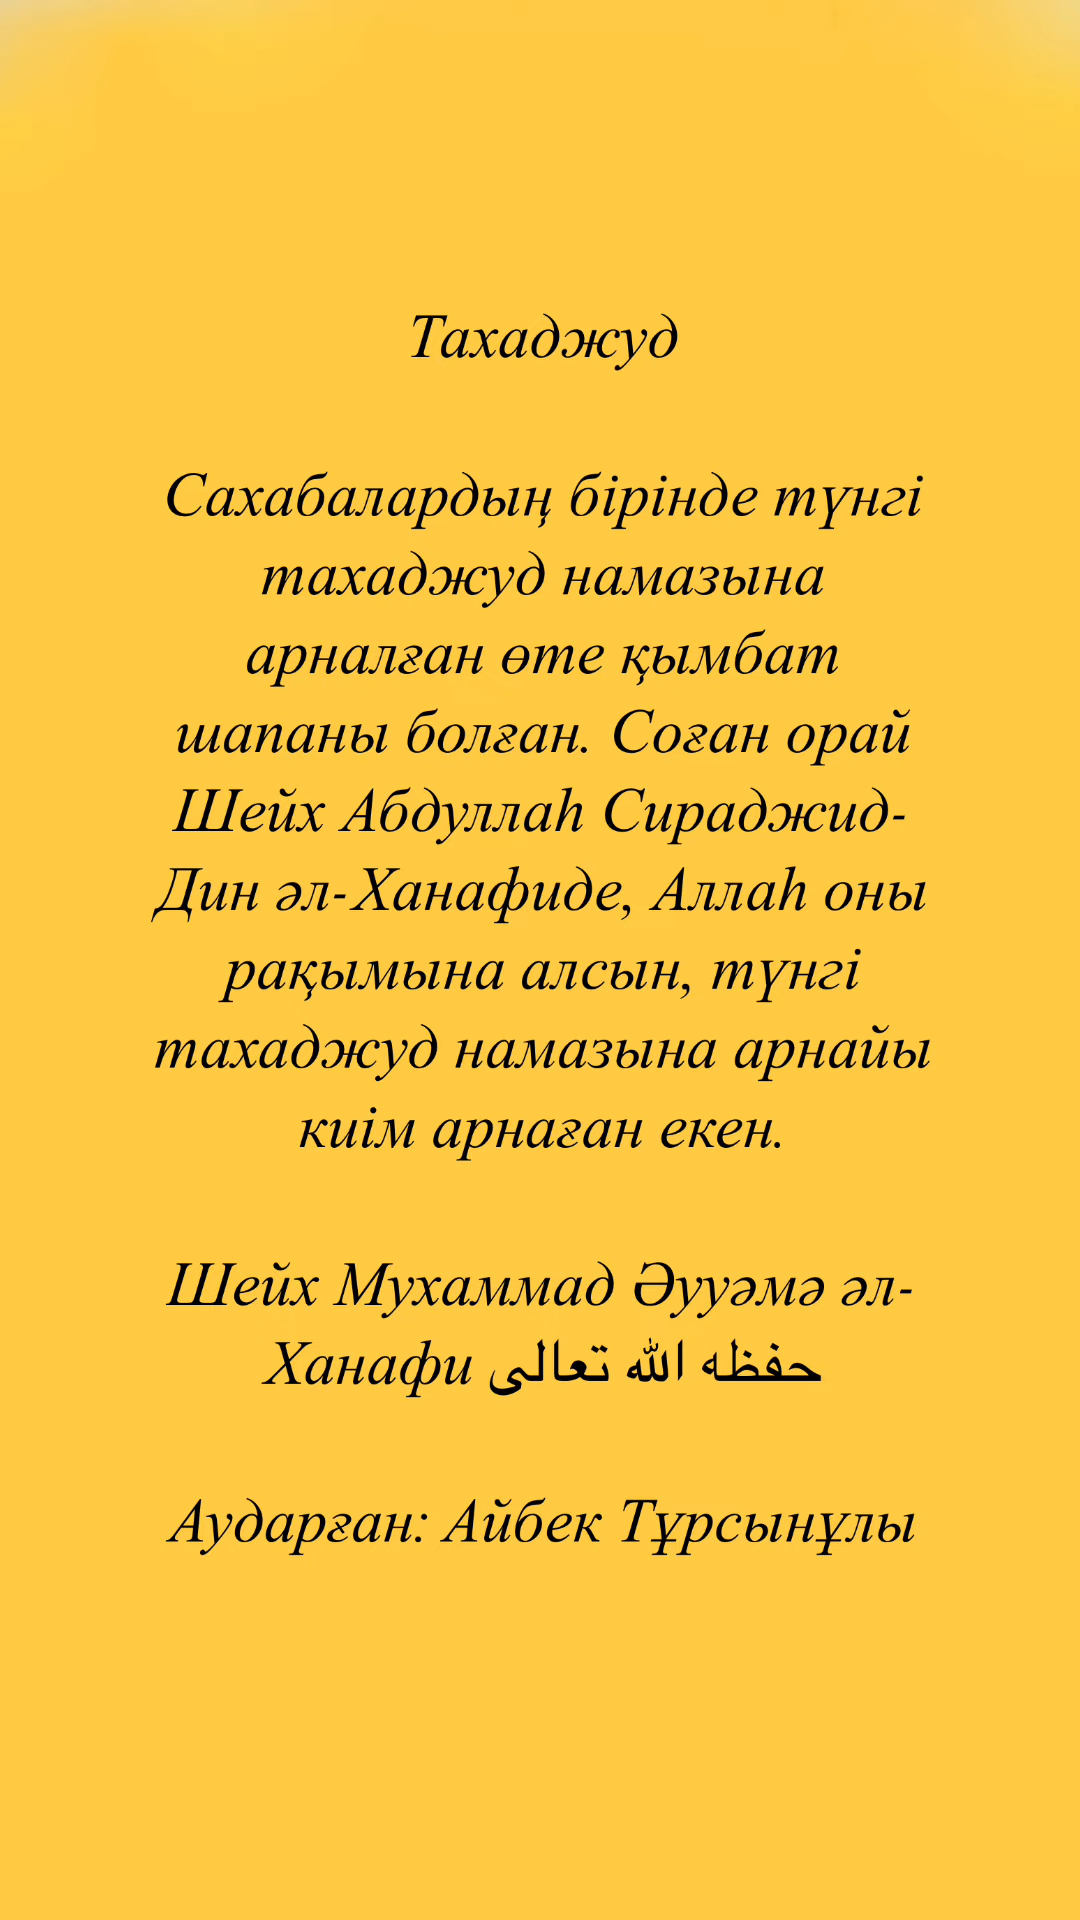 Тахаджуд
Сахабалардың бірінде түнгі
тахаджуд намазына
арналған өте қымбат
шапаны болған. Соған орай
Шейх Абдуллаһ Сираджид-
Дин әл-Ханафиде, Аллаһ оны
рақымына алсын, түнгі
тахаджуд намазына арнайы
киім арнаған екен.
Шейх Мухаммад Әууәмә әл-
Ханафи حفظه الله تعالى
Аударған: Айбек Тұрсынұлы